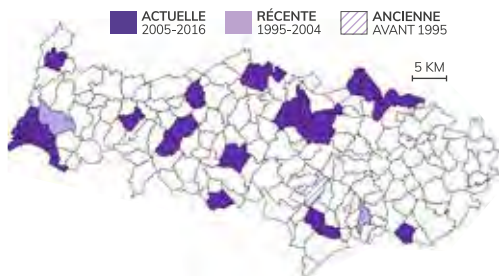 ACTUELLE
2005-2016
RÉCENTE
1995-2004
ANCIENNE
AVANT 1995
5 KM